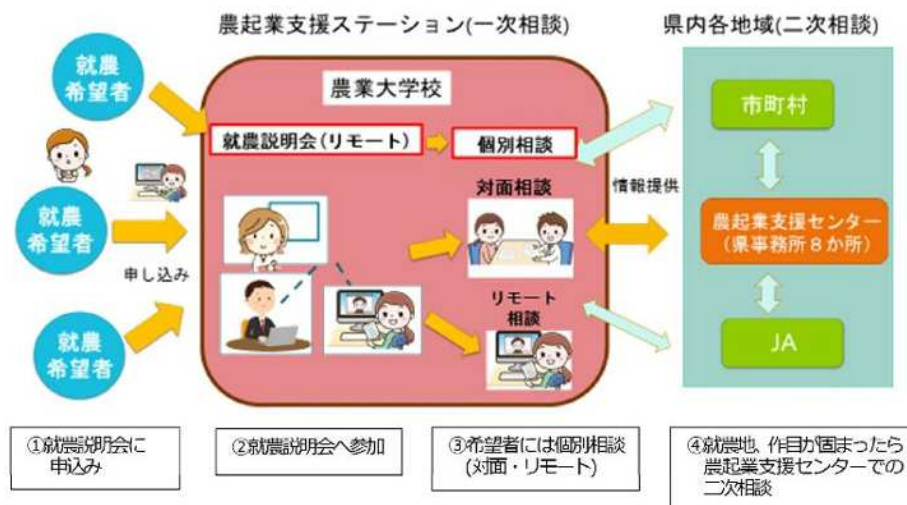 農起業支援ステーション(一次相談)
県内各地域(二次相談)
就農
希望者
就農
希望者
申し込み
就農
希望者
農業大学校
就農説明会(リモート)
個別相談
対面相談
リモート
相談
情報提供
市町村
農起業支援センター
(県事務所8か所)
JA
①就農説明会に
申込み
②就農説明会へ参加
③希望者には個別相談
(対面・リモート)
④就農地、作目が固まったら
農起業支援センターでの
二次相談